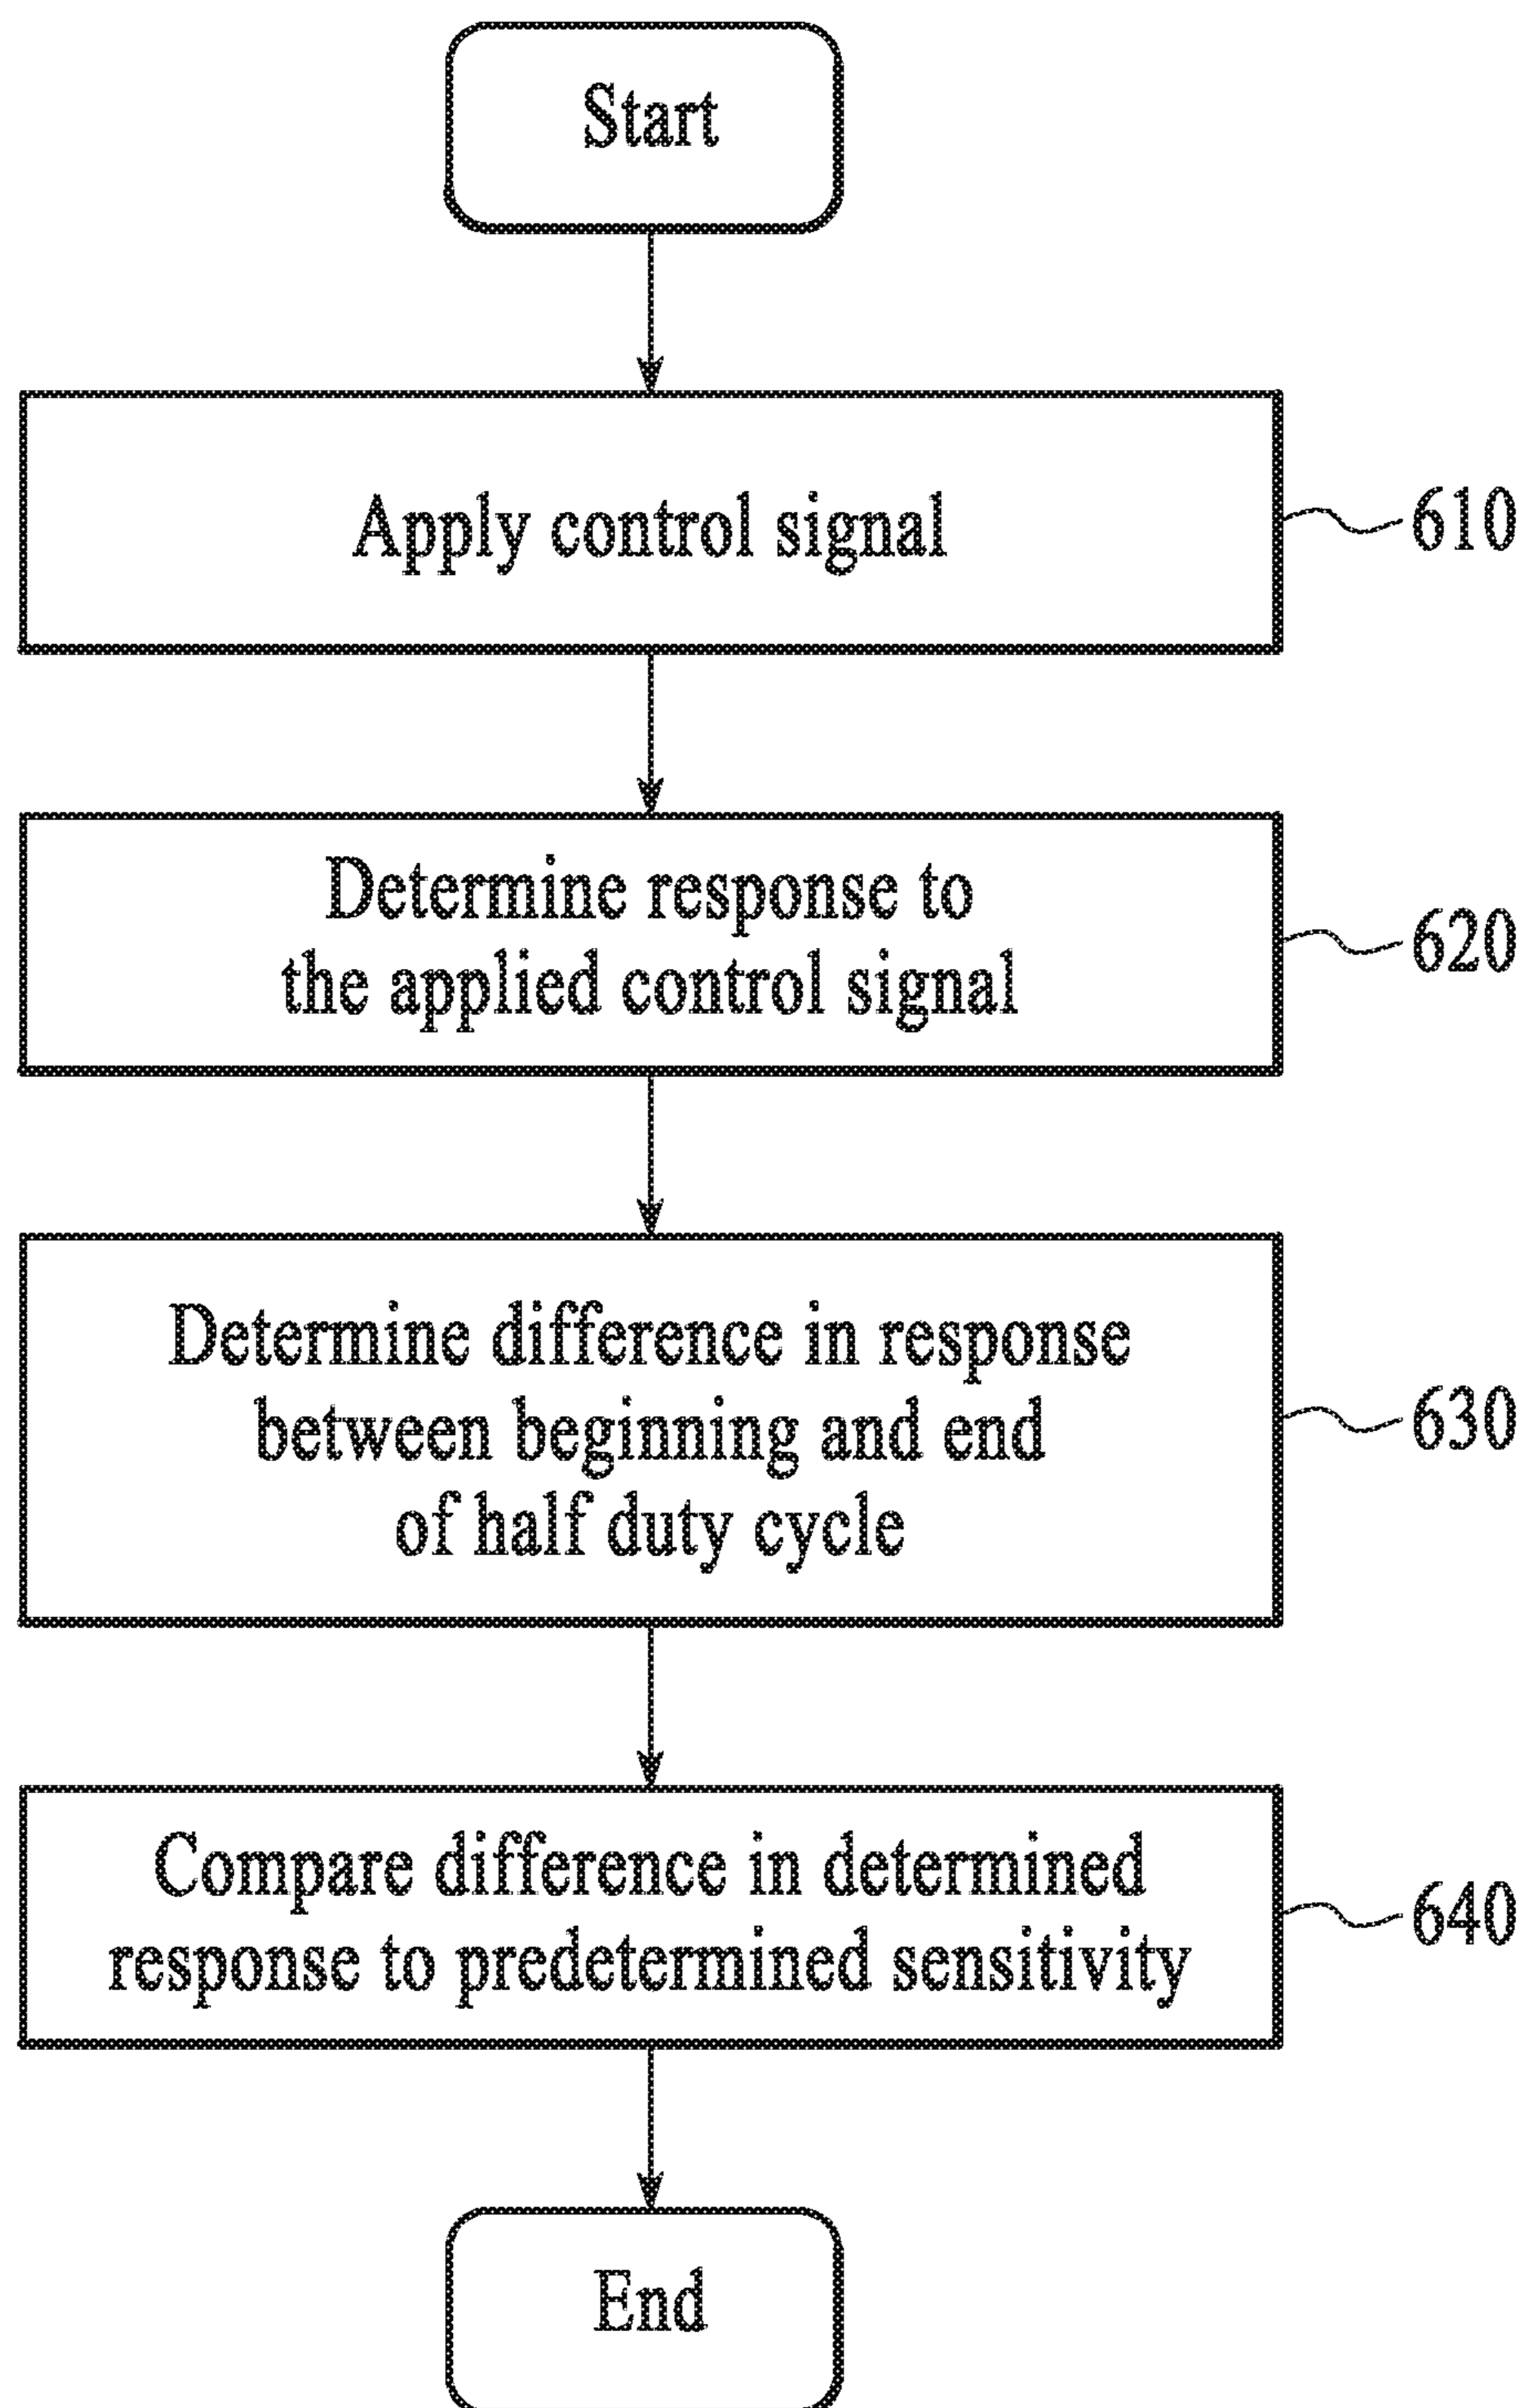 Start
Apply control signal
610
Determine response to
the applied control signal
620
Determine difference in response
between beginning and end
of half duty cycle
630
Compare difference in determined
response to predetermined sensitivity
640
End